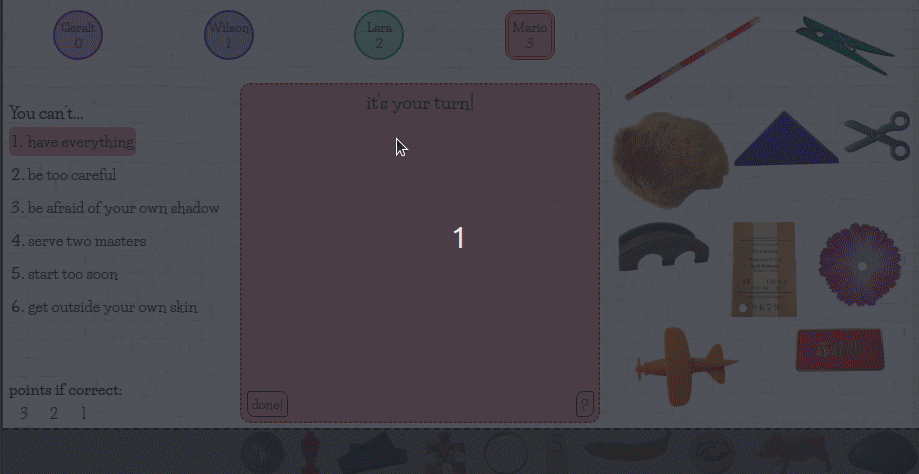 Geralt
0
Wilson
1
Lara
2
Mario
3
it's your turn!
You can't...
1. have everything
2. be too careful
3. be afraid of your own shadow
4. serve two masters
5. start too soon
6. get outside your own skin
1
points if correct:
3 2 1
done!
?